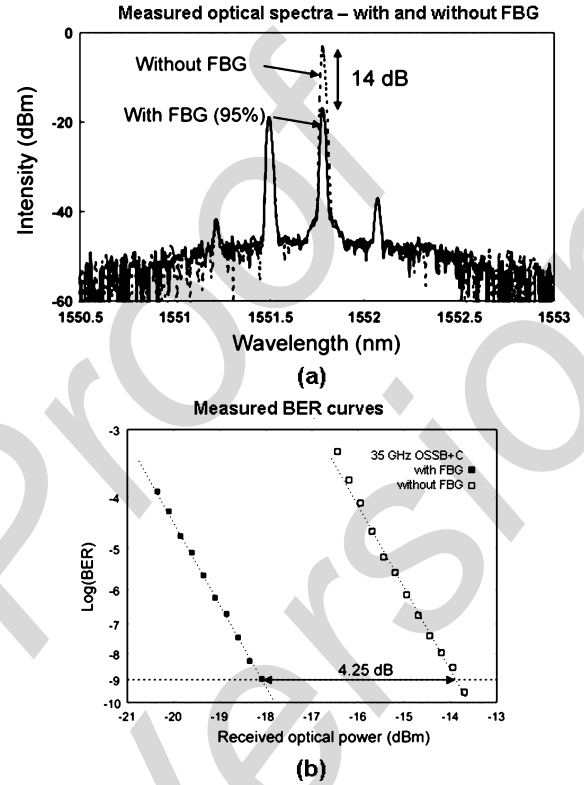 Measured optical spectra – with and without FBG
0
-20
-40
-60
Intensity (dBm)
Without FBG
14 dB
With FBG (95%)
1550.5 1551 1551.5 1552 1552.5 1553
Wavelength (nm)
(a)
Measured BER curves
-3
-4
-5
-6
-7
-8
-9
-10
Log(BER)
35 GHz OSSB+C
with FBG
without FBG
4.25 dB
-21 -20 -19 -18 -17 -16 -15 -14 -13
Received optical power (dBm)
(b)
Proof
Version